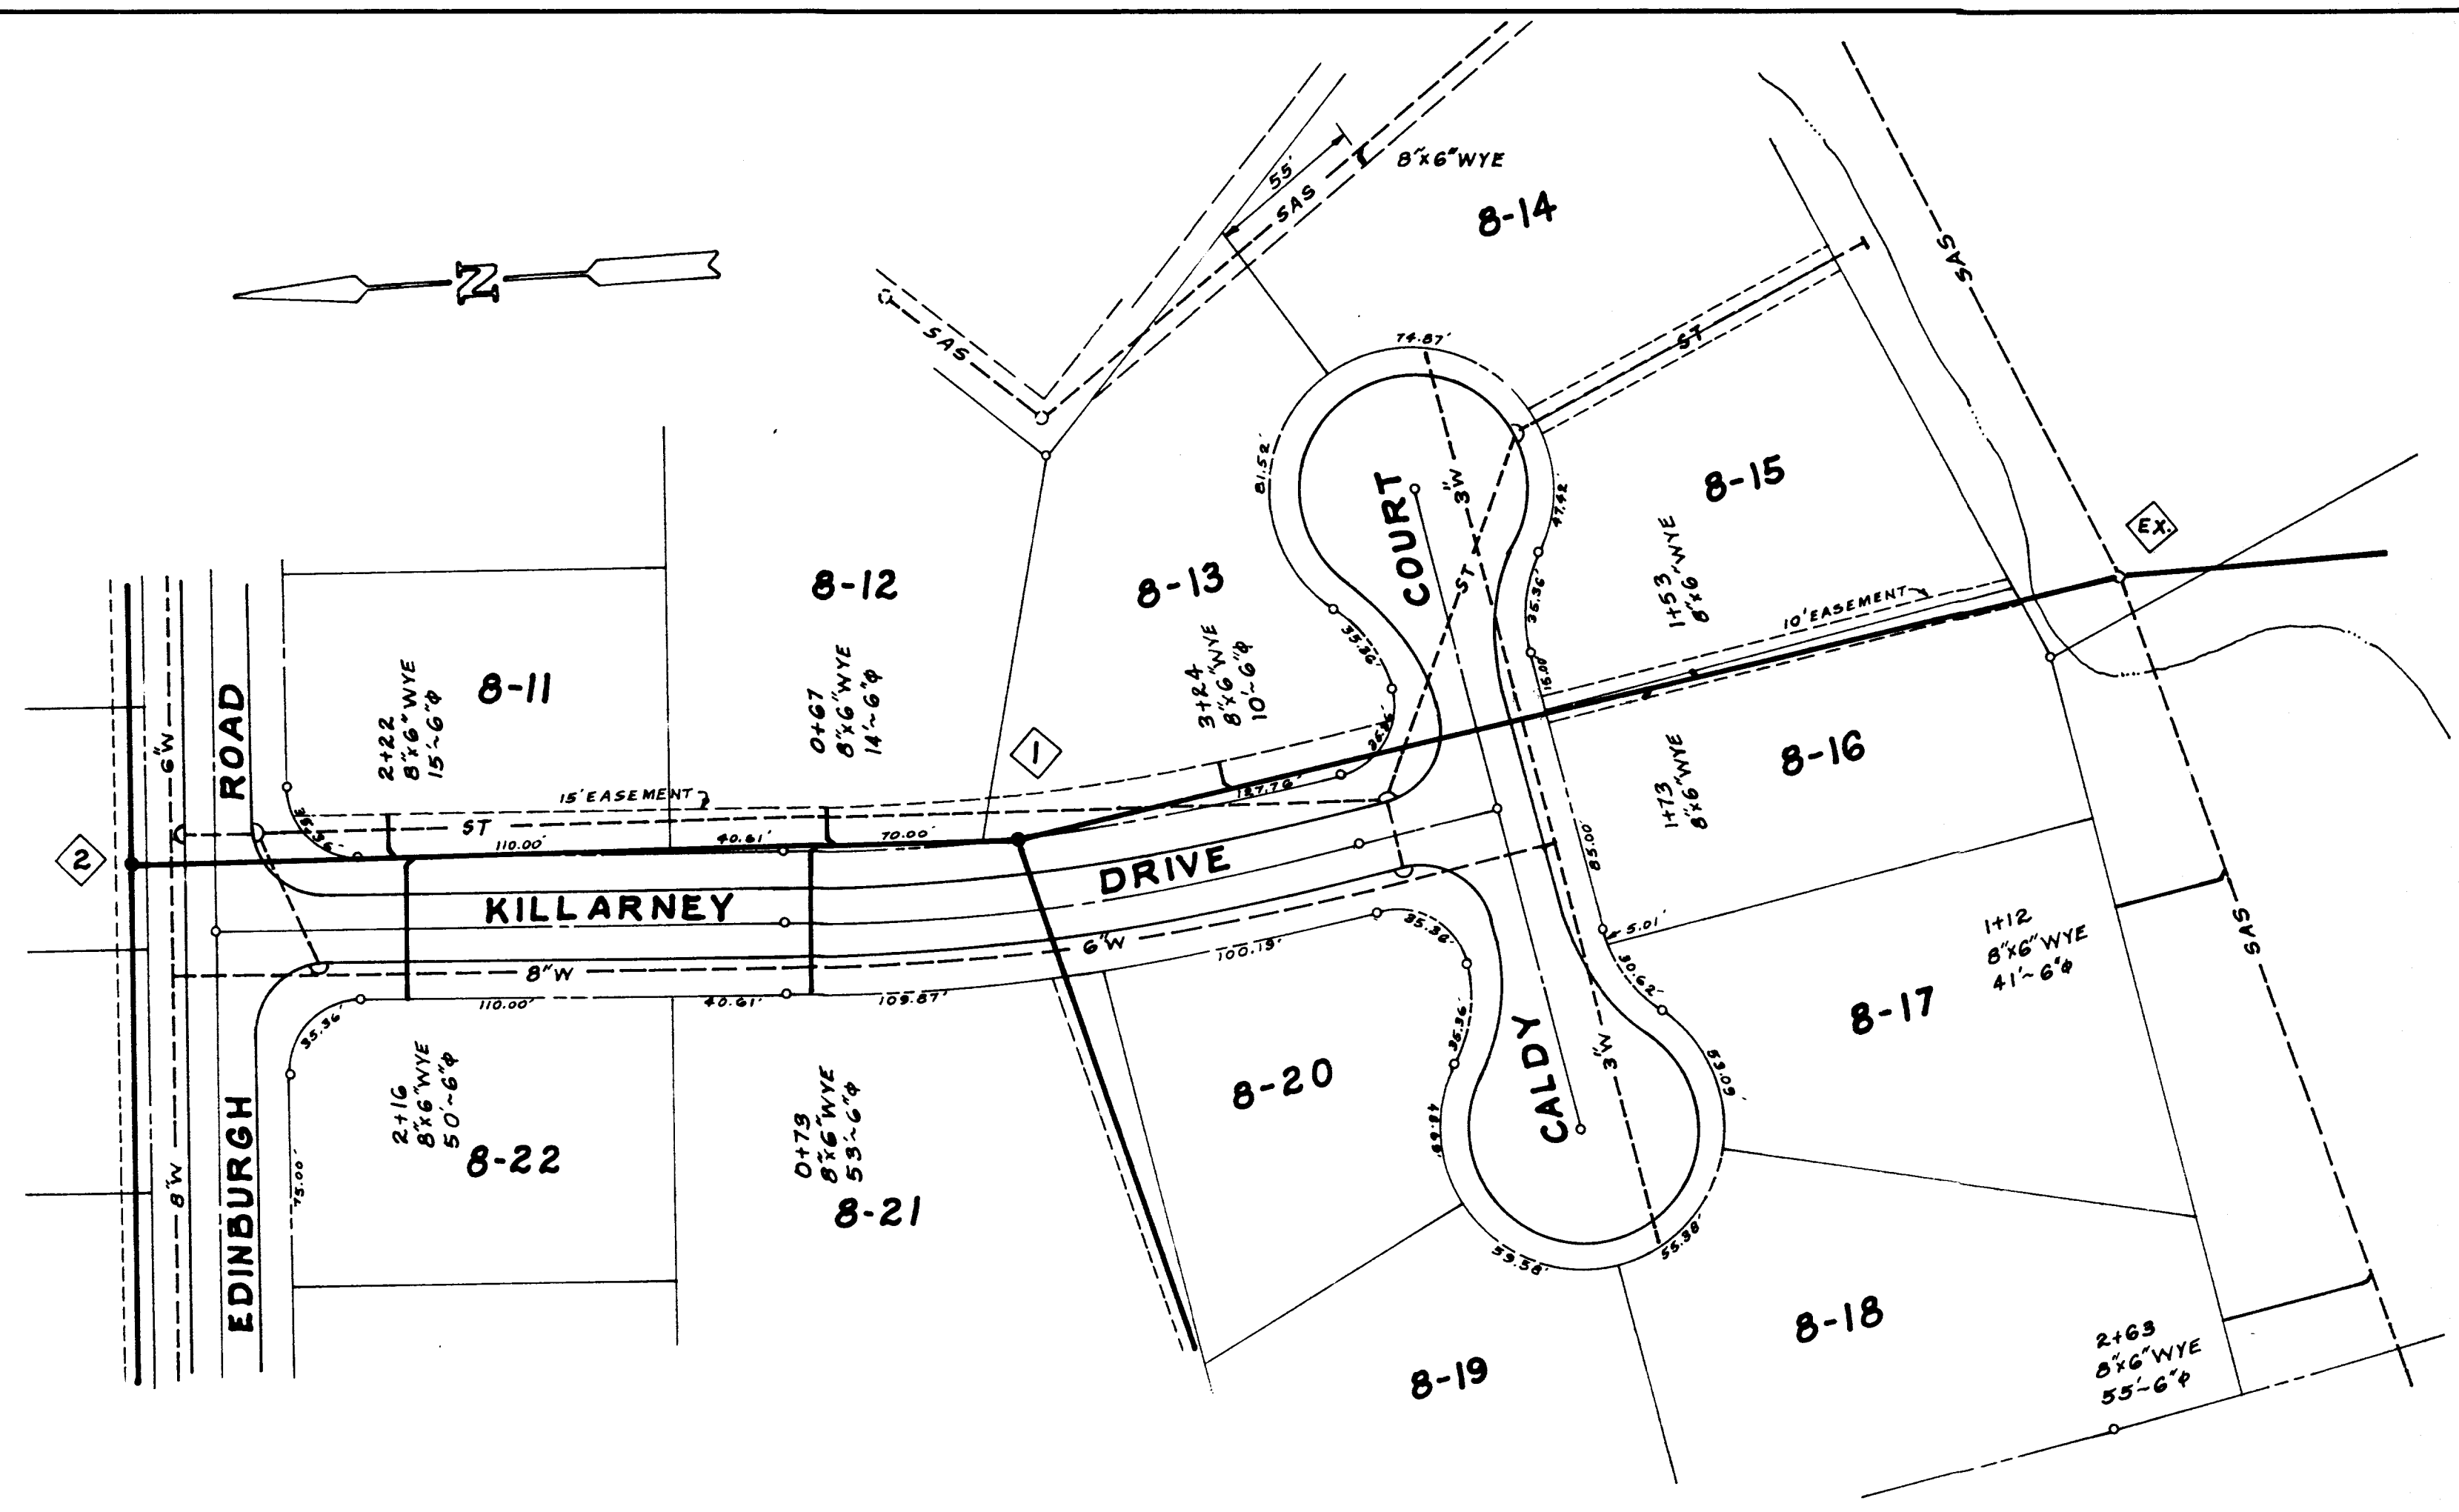 8"x6" WYE
55'
SAS
8-14
N
SAS
SAS
ST
74.87'
81.52'
47.42'
35.36'
15.00'
COURT
3"W
ST
8-15
1+53
8"x6" WYE
10' EASEMENT
EX.
8-12
8-13
35.36'
3+24
8"x6" WYE
10'~6"φ
0+67
8"x6" WYE
14'~6"φ
8-11
2+22
8"x6" WYE
15'~6"φ
ROAD
6"W
15' EASEMENT
ST
110.00'
40.61'
70.00'
1
2
127.76'
8-16
1+73
8"x6" WYE
85.00'
KILLARNEY
DRIVE
8"W
6"W
110.00'
40.61'
109.87'
100.19'
35.36'
35.36'
35.36'
5.01'
30.62'
53.09'
1+12
8"x6" WYE
41'~6"φ
SAS
8-17
EDINBURGH
8"W
75.00'
2+16
8"x6" WYE
50'~6"φ
8-22
0+73
8"x6" WYE
53'~6"φ
8-21
8-20
48.69'
CALDY
3"W
59.58'
55.38'
8-18
8-19
2+63
8"x6" WYE
55'~6"φ